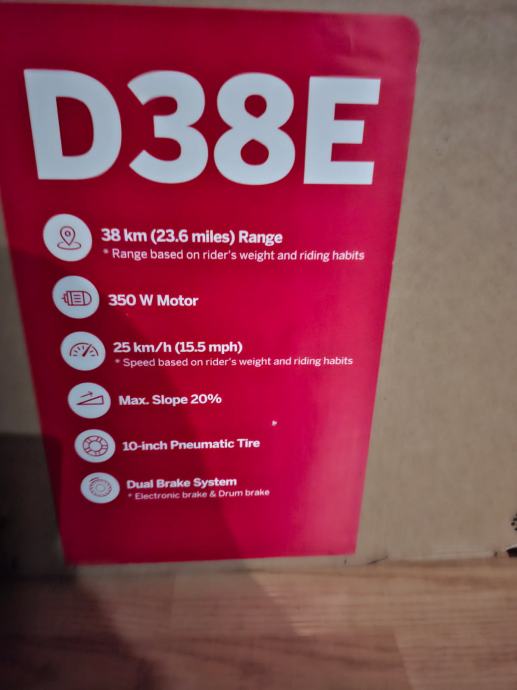 D38E
38 km (23.6 miles) Range
* Range based on rider's weight and riding habits
350 W Motor
25 km/h (15.5 mph)
* Speed based on rider's weight and riding habits
Max. Slope 20%
10-inch Pneumatic Tire
Dual Brake System
* Electronic brake & Drum brake